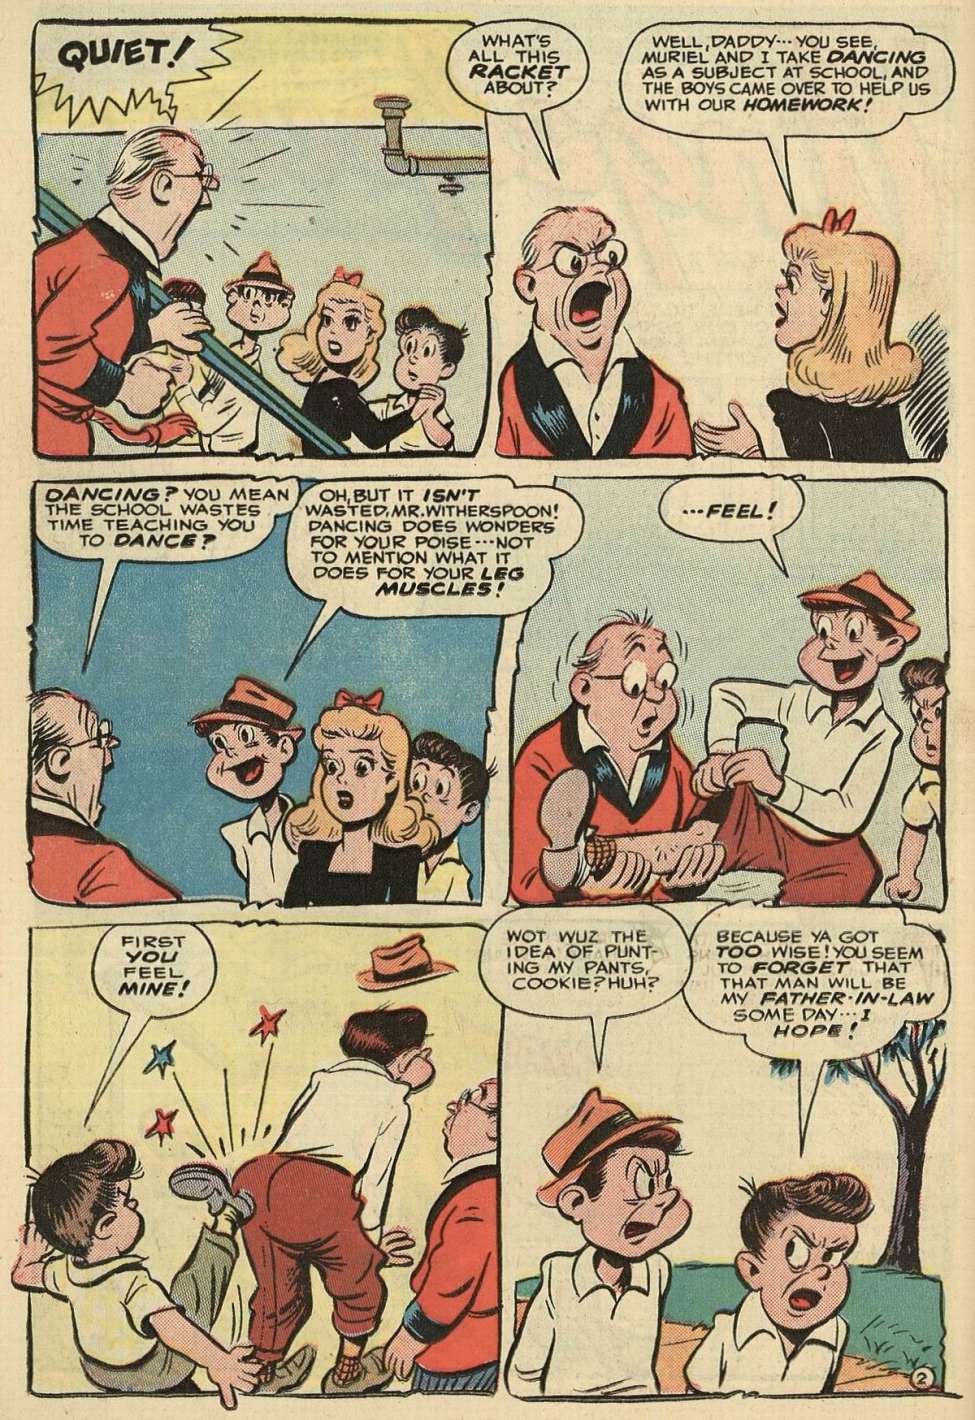 QUIET!
WHAT'S
ALL THIS
RACKET
ABOUT?
WELL, DADDY--- YOU SEE,
MURIEL AND I TAKE DANCING
AS A SUBJECT AT SCHOOL, AND
THE BOYS CAME OVER TO HELP US
WITH OUR HOMEWORK!
DANCING? YOU MEAN
THE SCHOOL WASTES
TIME TEACHING YOU
TO DANCE?
OH, BUT IT ISN'T
WASTED, MR. WITHERSPOON!
DANCING DOES WONDERS
FOR YOUR POISE---NOT
TO MENTION WHAT IT
DOES FOR YOUR LEG
MUSCLES!
---FEEL!
FIRST
YOU
FEEL
MINE!
WOT WUZ THE
IDEA OF PUNT-
ING MY PANTS,
COOKIE? HUH?
BECAUSE YA GOT
TOO WISE! YOU SEEM
TO FORGET THAT
THAT MAN WILL BE
MY FATHER-IN-LAW
SOME DAY--- I
HOPE!
2